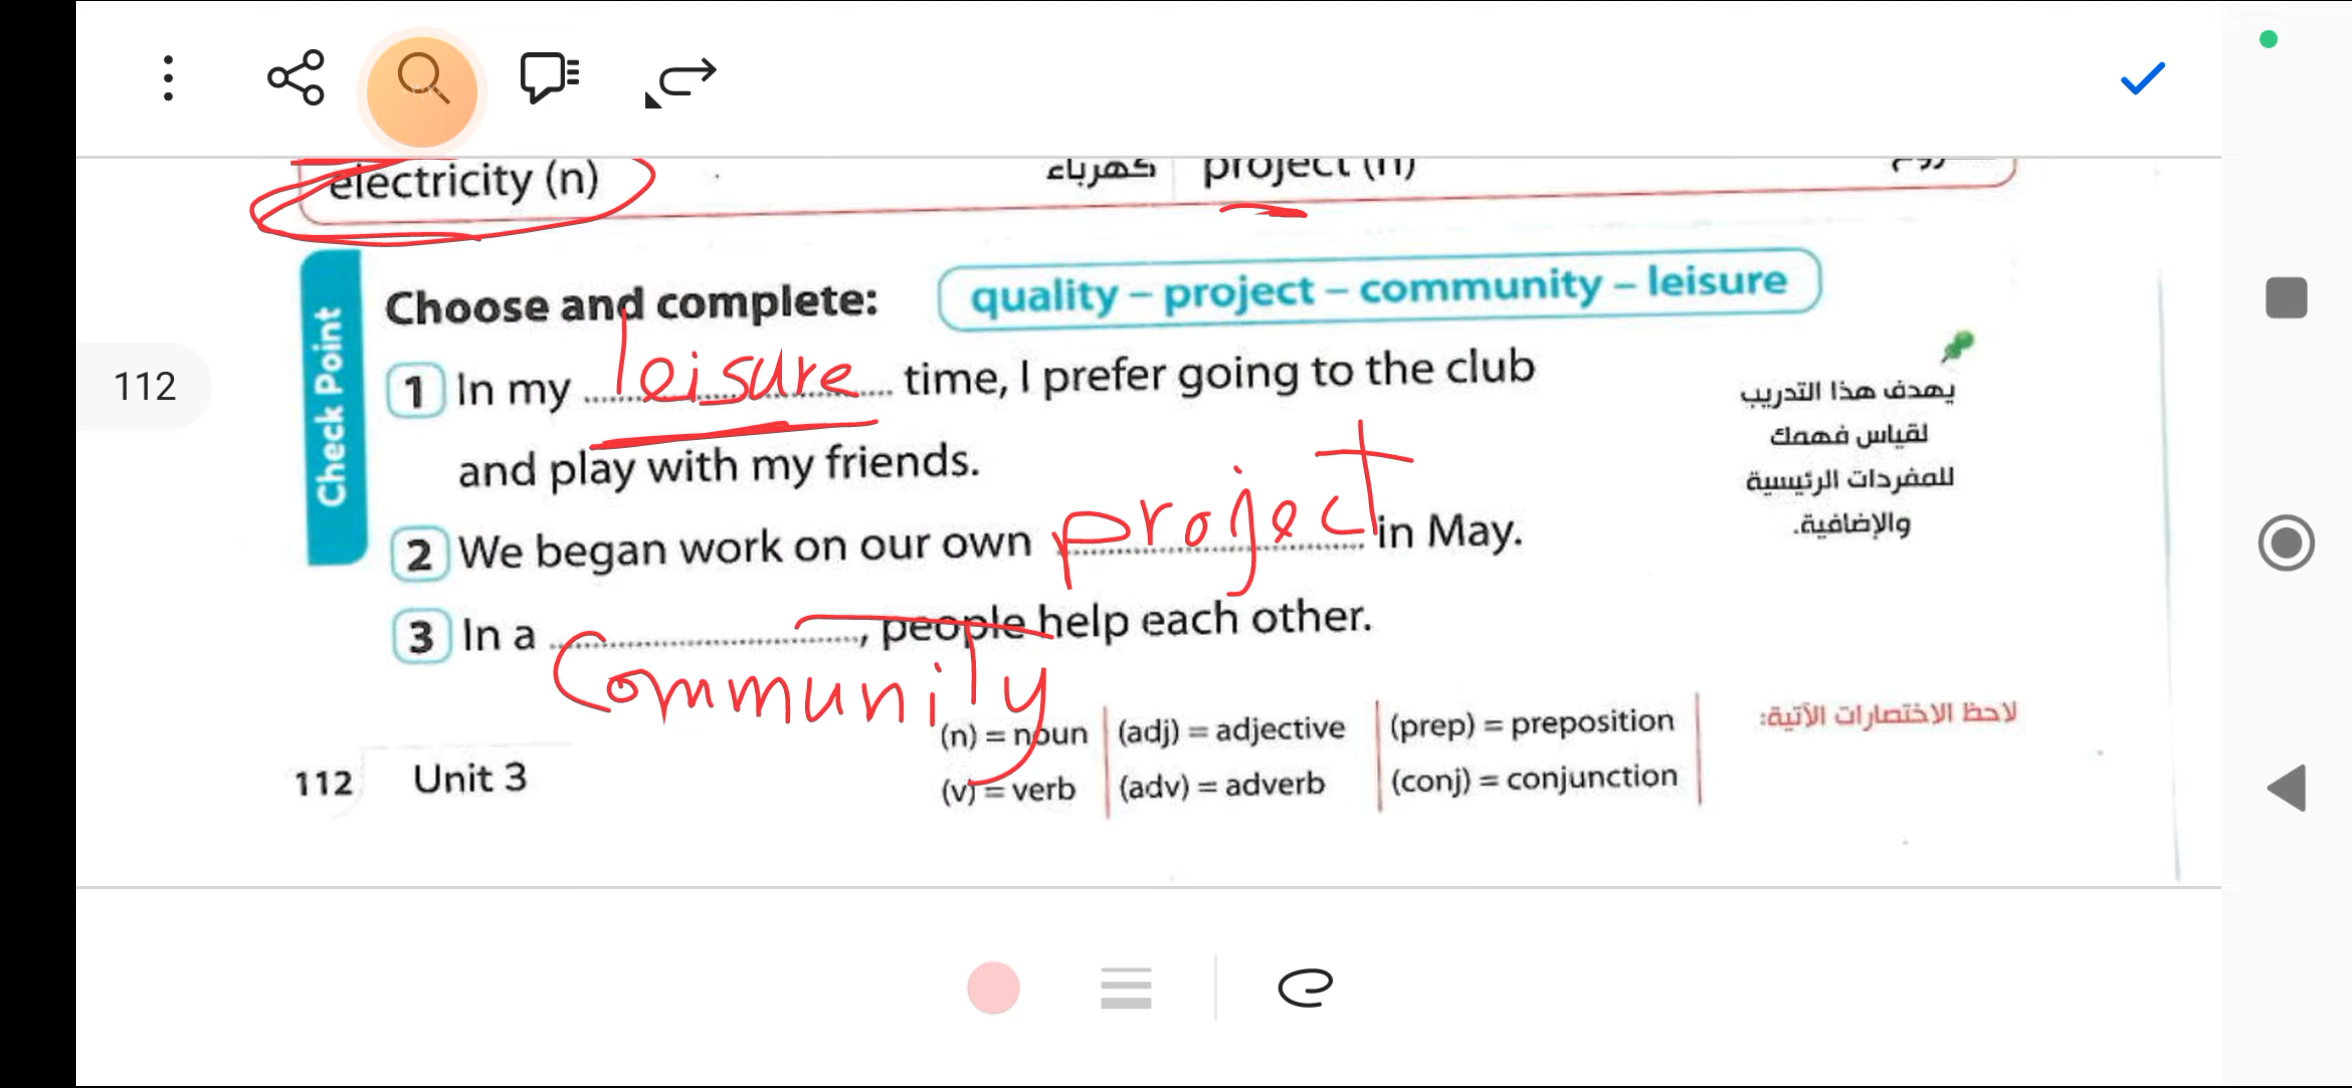 electricity (n) كهرباء project (n)
Check Point
Choose and complete: quality – project – community – leisure
1 In my leisure time, I prefer going to the club
and play with my friends.
2 We began work on our own project in May.
3 In a ........, people help each other.
community
يهدف هذا التدريب
لقياس فهمك
للمفردات الرئيسية
والإضافية.
112
(n) = noun (adj) = adjective (prep) = preposition لاحظ الاختصارات الآتية:
(v) = verb (adv) = adverb (conj) = conjunction
112 Unit 3